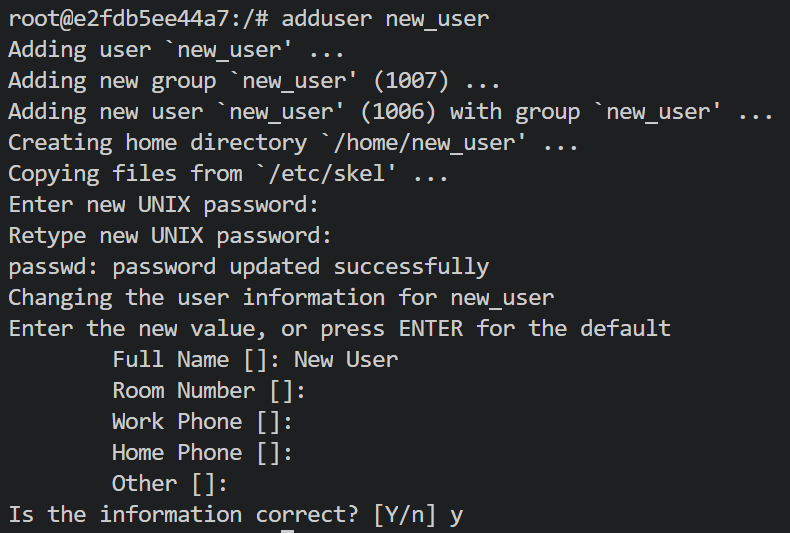 root@e2fdb5ee44a7:/# adduser new_user
Adding user `new_user' ...
Adding new group `new_user' (1007) ...
Adding new user `new_user' (1006) with group `new_user' ...
Creating home directory `/home/new_user' ...
Copying files from `/etc/skel' ...
Enter new UNIX password:
Retype new UNIX password:
passwd: password updated successfully
Changing the user information for new_user
Enter the new value, or press ENTER for the default
        Full Name []: New User
        Room Number []:
        Work Phone []:
        Home Phone []:
        Other []:
Is the information correct? [Y/n] y